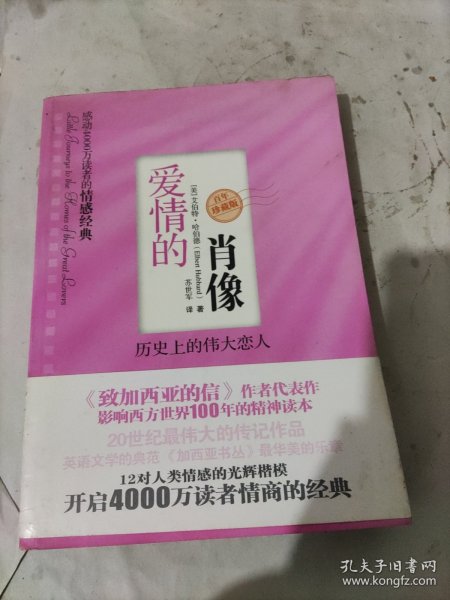 感动4000万读者的情感经典
Little Journeys to the Homes of the Great Lovers
爱情的
肖像
百年
珍藏版
[美]艾伯特·哈伯德（Elbert Hubbard）著
苏世军 译
历史上的伟大恋人
《致加西亚的信》作者代表作
影响西方世界100年的精神读本
20世纪最伟大的传记作品
英语文学的典范《加西亚书丛》最华美的乐章
12对人类情感的光辉楷模
开启4000万读者情商的经典
孔夫子旧书网
www.kongfz.com